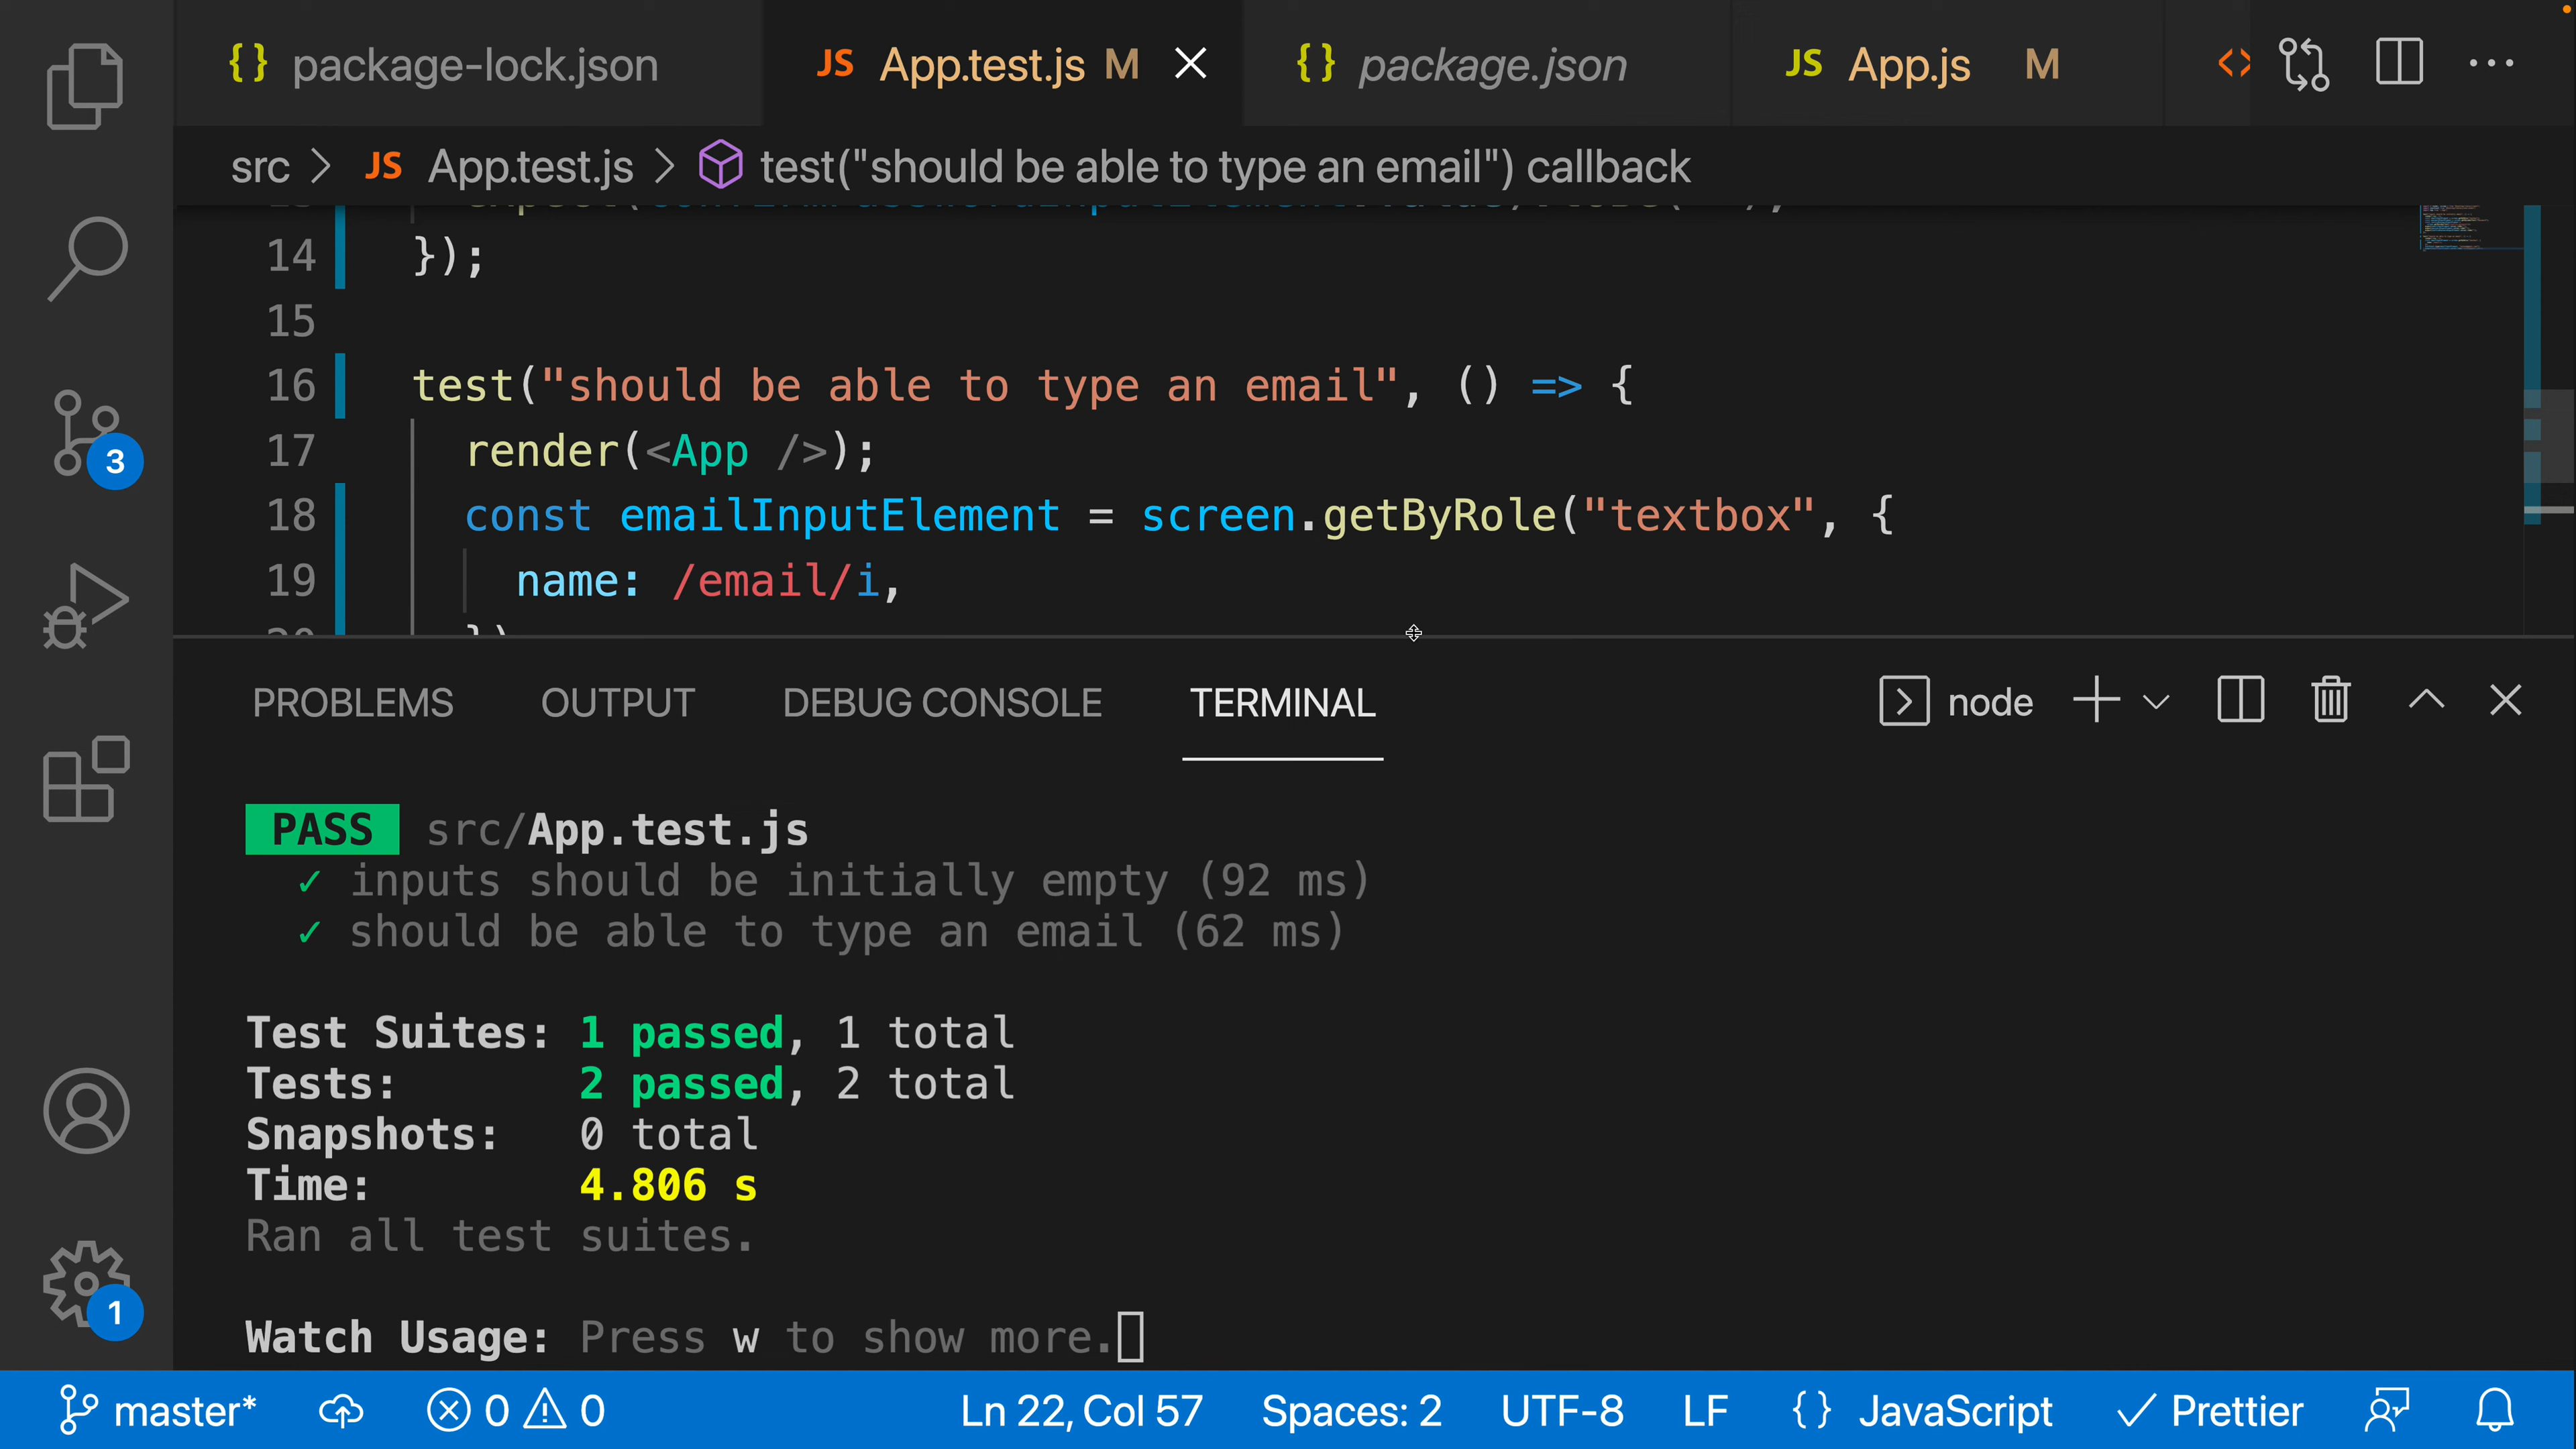 {} package-lock.json JS App.test.js M {} package.json JS App.js M
src > JS App.test.js > test("should be able to type an email") callback
14 });
15
16 test("should be able to type an email", () => {
17 render(<App />);
18 const emailInputElement = screen.getByRole("textbox", {
19 name: /email/i,
3
PROBLEMS OUTPUT DEBUG CONSOLE TERMINAL node
PASS src/App.test.js
✓ inputs should be initially empty (92 ms)
✓ should be able to type an email (62 ms)
Test Suites: 1 passed, 1 total
Tests: 2 passed, 2 total
Snapshots: 0 total
Time: 4.806 s
Ran all test suites.
1
Watch Usage: Press w to show more.
master* 0 0 Ln 22, Col 57 Spaces: 2 UTF-8 LF {} JavaScript ✓ Prettier